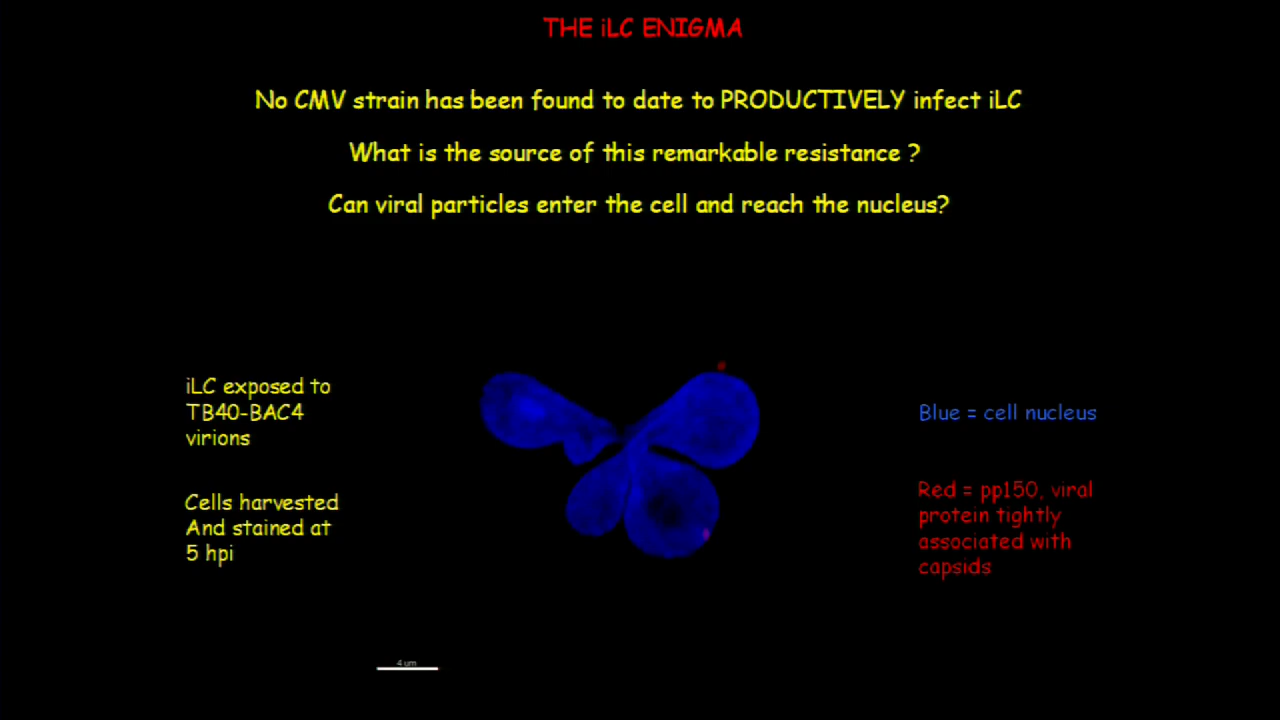 THE iLC ENIGMA
No CMV strain has been found to date to PRODUCTIVELY infect iLC
What is the source of this remarkable resistance ?
Can viral particles enter the cell and reach the nucleus?
iLC exposed to
TB40-BAC4
virions
Cells harvested
And stained at
5 hpi
Blue = cell nucleus
Red = pp150, viral
protein tightly
associated with
capsids
4 um